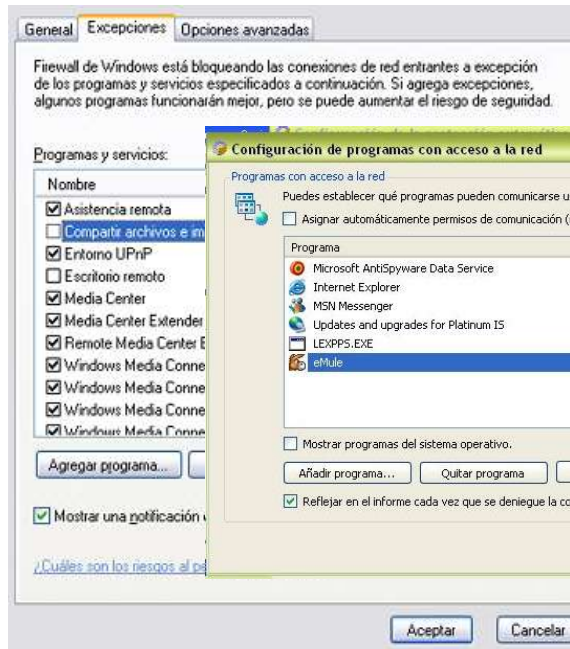 General Excepciones Opciones avanzadas
Firewall de Windows está bloqueando las conexiones de red entrantes a excepción
de los programas y servicios especificados a continuación. Si agrega excepciones,
algunos programas funcionarán mejor, pero se puede aumentar el riesgo de seguridad.
Programas y servicios:
Nombre
Asistencia remota
Compartir archivos e im
Entorno UPnP
Escritorio remoto
Media Center
Media Center Extender
Remote Media Center E
Windows Media Conne
Windows Media Conne
Windows Media Conne
Windows Media Conne
Agregar programa...
Mostrar una notificación
¿Cuáles son los riesgos al pe
Configuración de programas con acceso a la red
Programas con acceso a la red
Puedes establecer qué programas pueden comunicarse u
Asignar automáticamente permisos de comunicación (
Programa
Microsoft AntiSpyware Data Service
Internet Explorer
MSN Messenger
Updates and upgrades for Platinum IS
LEXPPS.EXE
eMule
Mostrar programas del sistema operativo.
Añadir programa... Quitar programa
Reflejar en el informe cada vez que se deniegue la co
Aceptar Cancelar